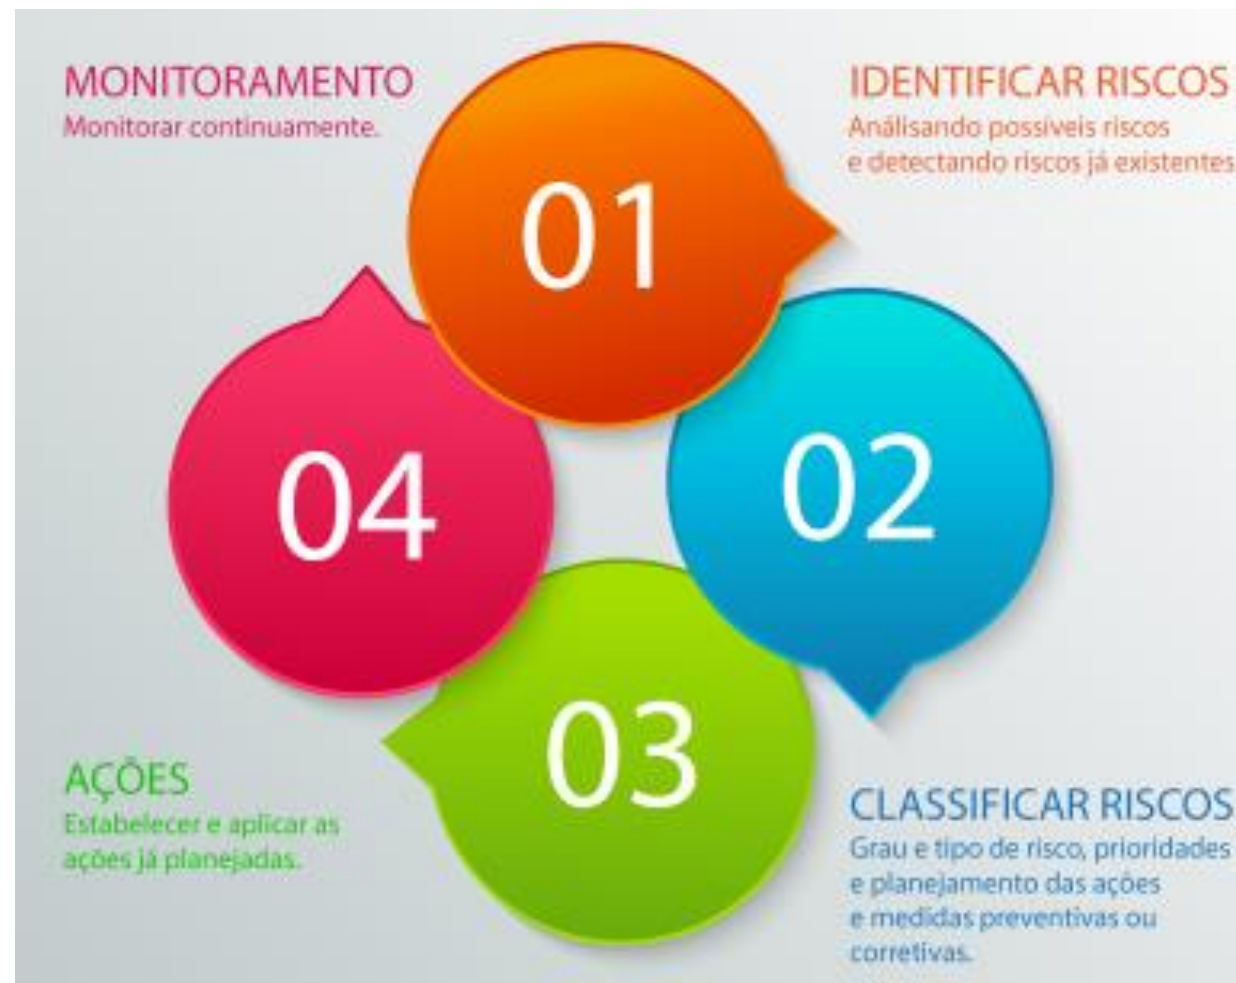 MONITORAMENTO
Monitorar continuamente.
01
IDENTIFICAR RISCOS
Análisando possíveis riscos
e detectando riscos já existentes
04
02
03
AÇÕES
Estabelecer e aplicar as
ações já planejadas.
CLASSIFICAR RISCOS
Grau e tipo de risco, prioridades
e planejamento das ações
e medidas preventivas ou
corretivas.